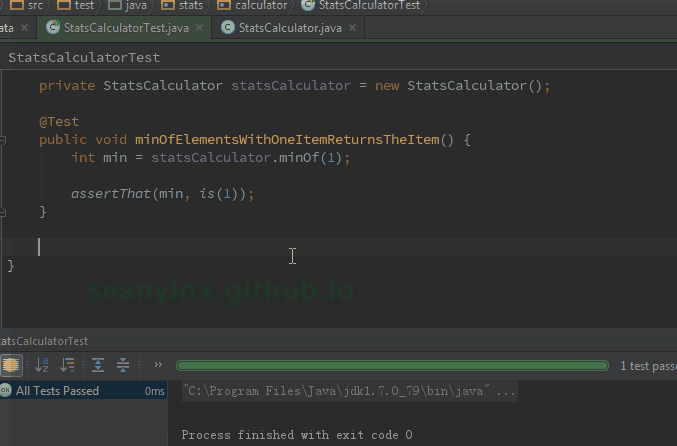 src test java stats calculator StatsCalculatorTest
ata × StatsCalculatorTest.java × StatsCalculator.java ×
StatsCalculatorTest
private StatsCalculator statsCalculator = new StatsCalculator();
@Test
public void minOfElementsWithOneItemReturnsTheItem() {
int min = statsCalculator.minOf(1);
assertThat(min, is(1));
}
}
seanyinx.github.io
tatsCalculatorTest
» 1 test passe
OK All Tests Passed 0ms
"C:\Program Files\Java\jdk1.7.0_79\bin\java" ...
Process finished with exit code 0